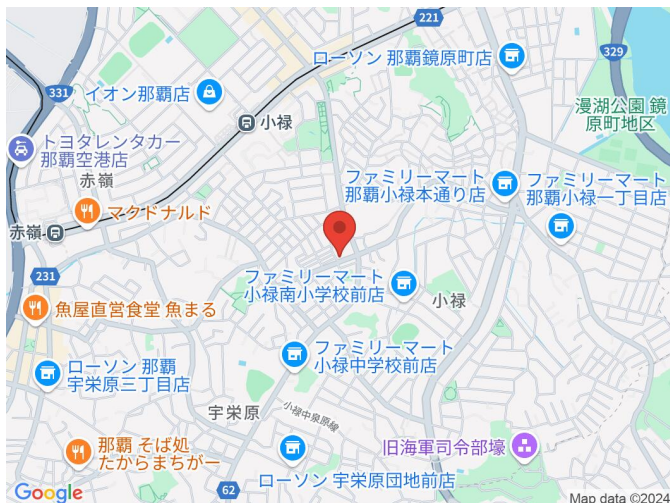 221
ローソン 那覇鏡原町店
329
331
イオン那覇店
漫湖公園 鏡
原町地区
小禄
トヨタレンタカー
那覇空港店
赤嶺
ファミリーマート
那覇小禄本通り店
ファミリーマート
那覇小禄一丁目店
マクドナルド
赤嶺
231
ファミリーマート
小禄南小学校前店
小禄
魚屋直営食堂 魚まる
ファミリーマート
小禄中学校前店
ローソン 那覇
宇栄原三丁目店
宇栄原
小禄中泉原線
旧海軍司令部壕
那覇 そば処
たからまちがー
ローソン 宇栄原団地前店
62
Google
Map data ©2024